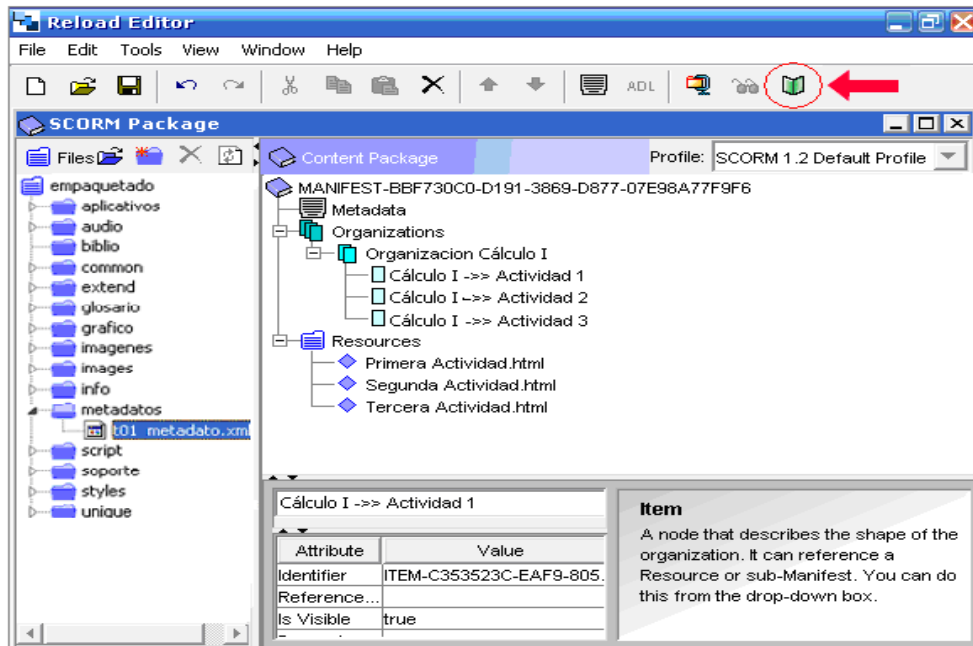 Reload Editor
File Edit Tools View Window Help
ADL
SCORM Package
Files
Content Package
Profile: SCORM 1.2 Default Profile
empaquetado
aplicativos
audio
biblio
common
extend
glosario
grafico
imagenes
images
info
metadatos
t01_metadato.xml
script
soporte
styles
unique
MANIFEST-BBF730C0-D191-3869-D877-07E98A77F9F6
Metadata
Organizations
Organizacion Cálculo I
Cálculo I ->> Actividad 1
Cálculo I ->> Actividad 2
Cálculo I ->> Actividad 3
Resources
Primera Actividad.html
Segunda Actividad.html
Tercera Actividad.html
Cálculo I ->> Actividad 1
Attribute Value
Identifier ITEM-C353523C-EAF9-805.
Reference...
Is Visible true
Item
A node that describes the shape of the
organization. It can reference a
Resource or sub-Manifest. You can do
this from the drop-down box.